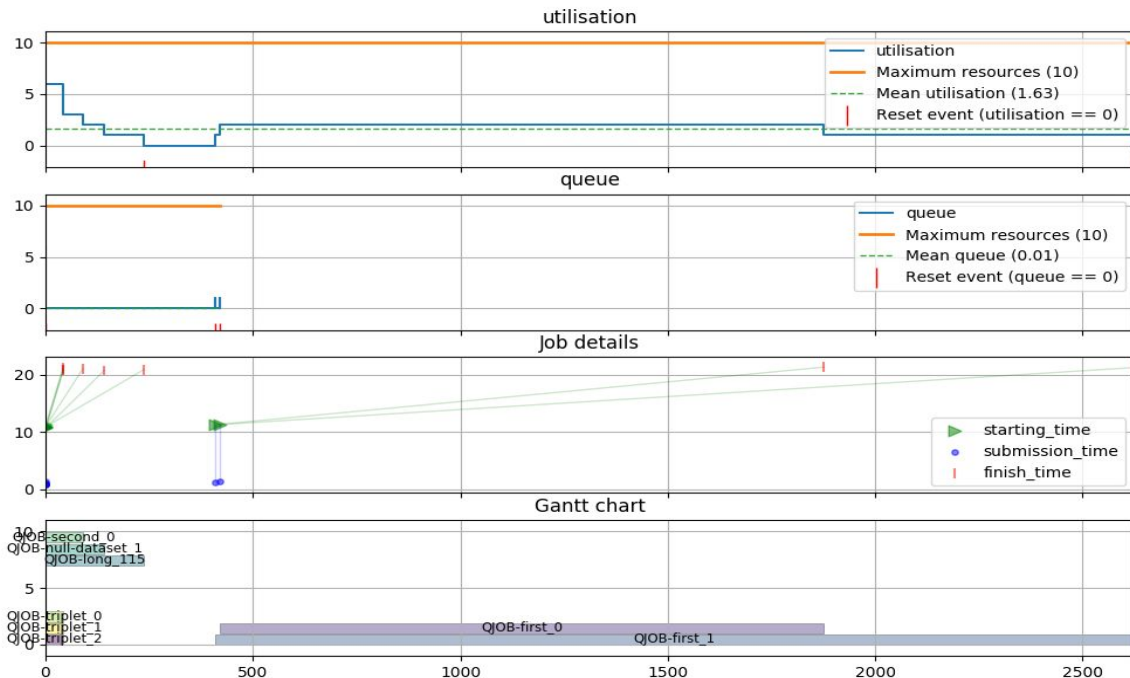 utilisation
10
5
0
utilisation
Maximum resources (10)
Mean utilisation (1.63)
Reset event (utilisation == 0)
queue
10
5
0
queue
Maximum resources (10)
Mean queue (0.01)
Reset event (queue == 0)
Job details
20
10
0
starting_time
submission_time
finish_time
Gantt chart
10
5
0
QJOB-second_0
QJOB-null-dataset_1
QJOB-long_115
QJOB-triplet_0
QJOB-triplet_1
QJOB-triplet_2
QJOB-first_0
QJOB-first_1
0
500
1000
1500
2000
2500